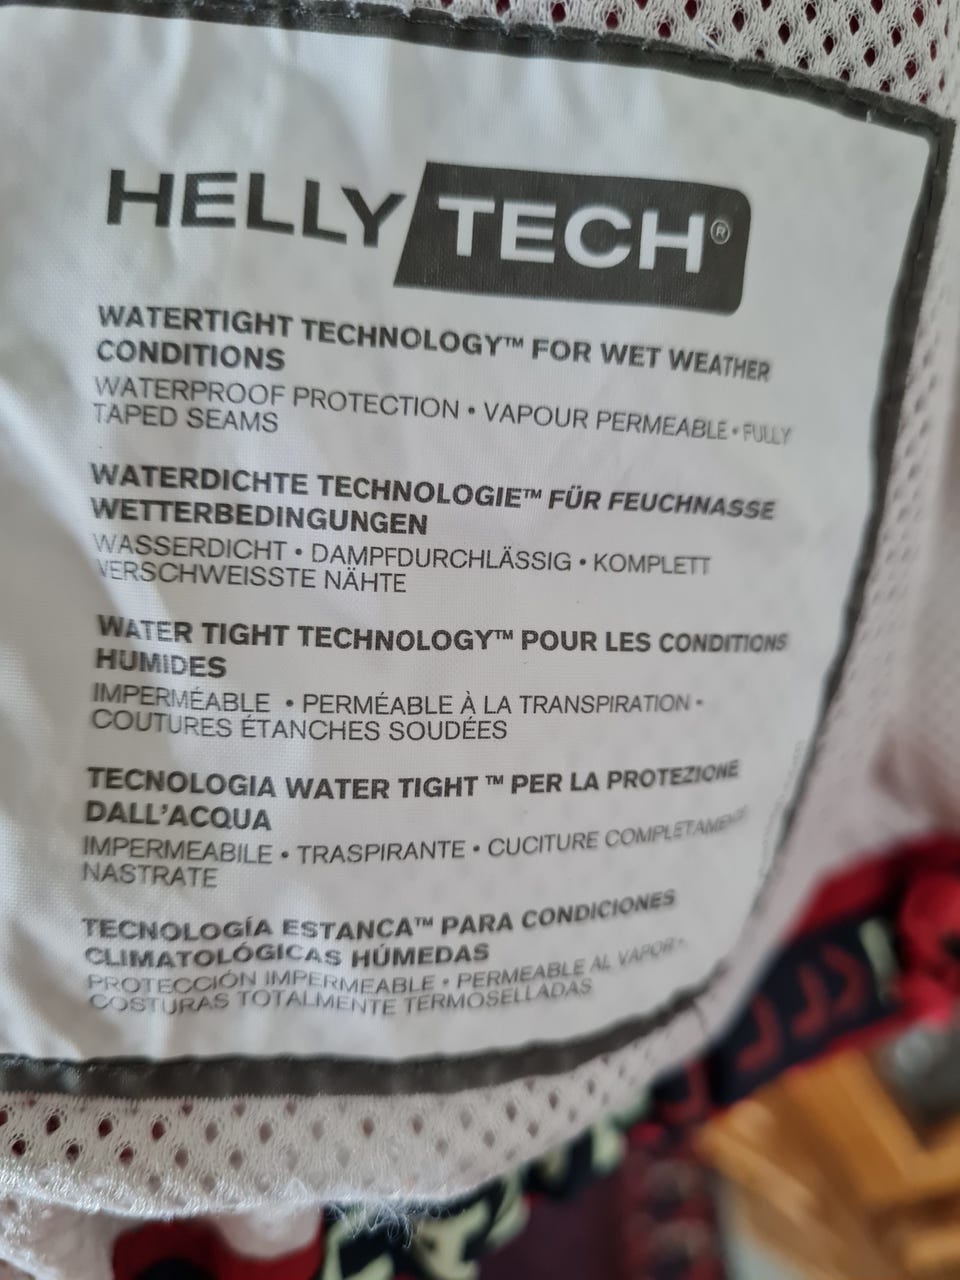 HELLY TECH®
WATERTIGHT TECHNOLOGY™ FOR WET WEATHER
CONDITIONS
WATERPROOF PROTECTION • VAPOUR PERMEABLE • FULLY
TAPED SEAMS
WATERDICHTE TECHNOLOGIE™ FÜR FEUCHNASSE
WETTERBEDINGUNGEN
WASSERDICHT • DAMPFDURCHLÄSSIG • KOMPLETT
VERSCHWEISSTE NÄHTE
WATER TIGHT TECHNOLOGY™ POUR LES CONDITIONS
HUMIDES
IMPERMÉABLE • PERMÉABLE À LA TRANSPIRATION •
COUTURES ÉTANCHES SOUDÉES
TECNOLOGIA WATER TIGHT ™ PER LA PROTEZIONE
DALL'ACQUA
IMPERMEABILE • TRASPIRANTE • CUCITURE COMPLETAMENTE
NASTRATE
TECNOLOGÍA ESTANCA™ PARA CONDICIONES
CLIMATOLÓGICAS HÚMEDAS
PROTECCIÓN IMPERMEABLE • PERMEABLE AL VAPOR •
COSTURAS TOTALMENTE TERMOSELLADAS